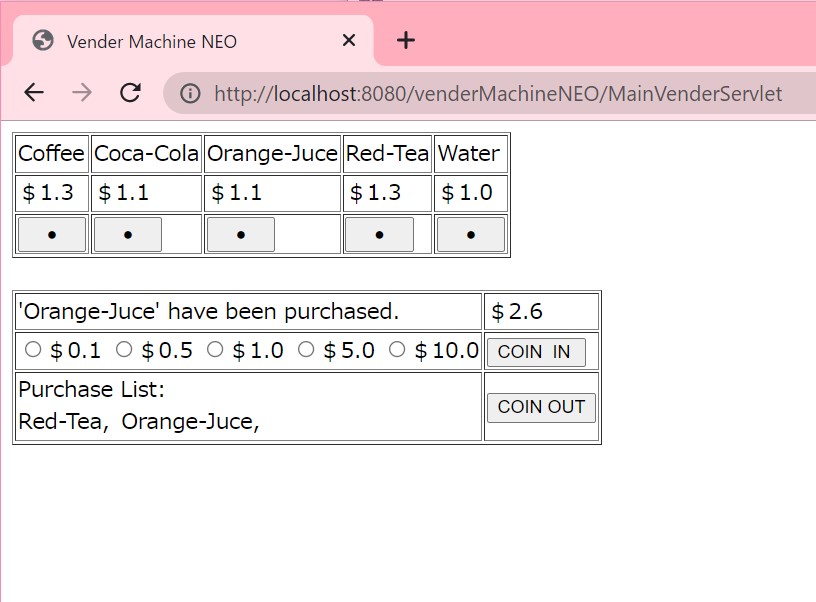 Vender Machine NEO
http://localhost:8080/venderMachineNEO/MainVenderServlet
Coffee Coca-Cola Orange-Juce Red-Tea Water
$1.3 $1.1 $1.1 $1.3 $1.0
'Orange-Juce' have been purchased. $2.6
$0.1 $0.5 $1.0 $5.0 $10.0 COIN IN
Purchase List:
Red-Tea, Orange-Juce,
COIN OUT